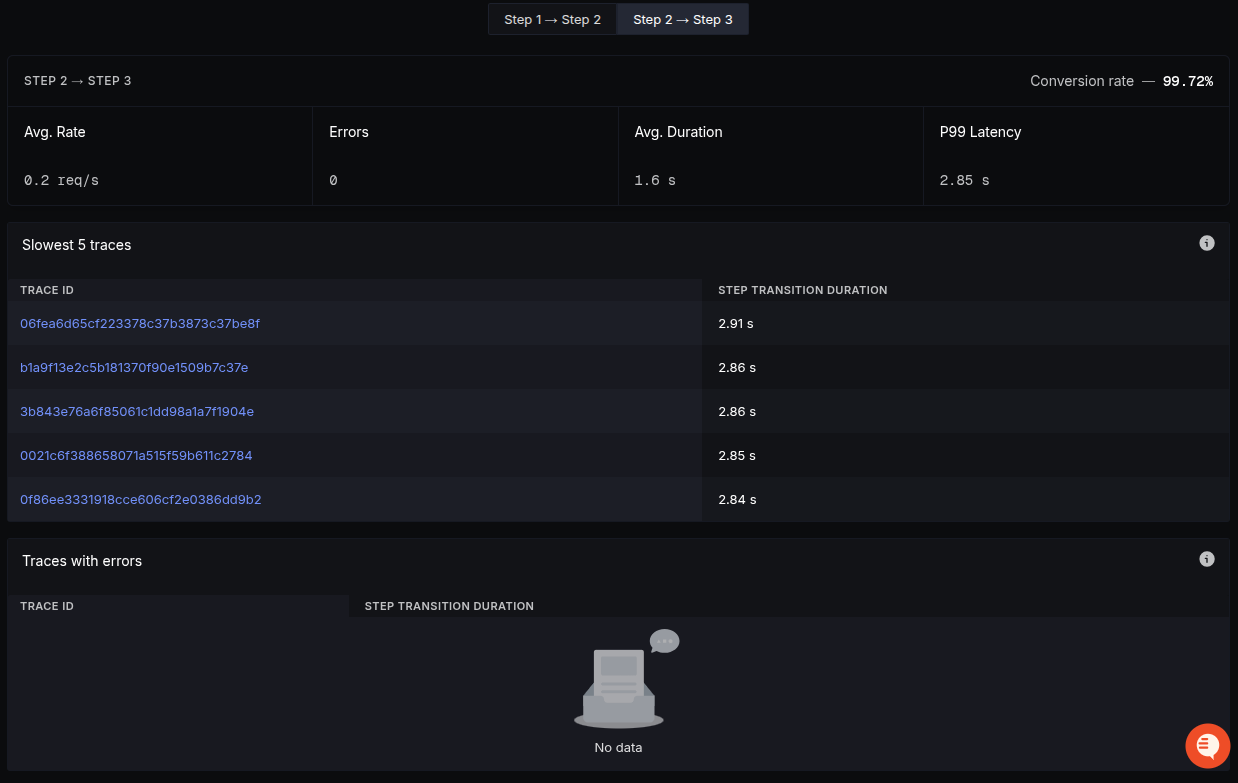 Step 1 → Step 2
Step 2 → Step 3
STEP 2 → STEP 3
Conversion rate — 99.72%
Avg. Rate
Errors
Avg. Duration
P99 Latency
0.2 req/s
0
1.6 s
2.85 s
Slowest 5 traces
TRACE ID
STEP TRANSITION DURATION
06fea6d65cf223378c37b3873c37be8f
2.91 s
b1a9f13e2c5b181370f90e1509b7c37e
2.86 s
3b843e76a6f85061c1dd98a1a7f1904e
2.86 s
0021c6f388658071a515f59b611c2784
2.85 s
0f86ee3331918cce606cf2e0386dd9b2
2.84 s
Traces with errors
TRACE ID
STEP TRANSITION DURATION
No data